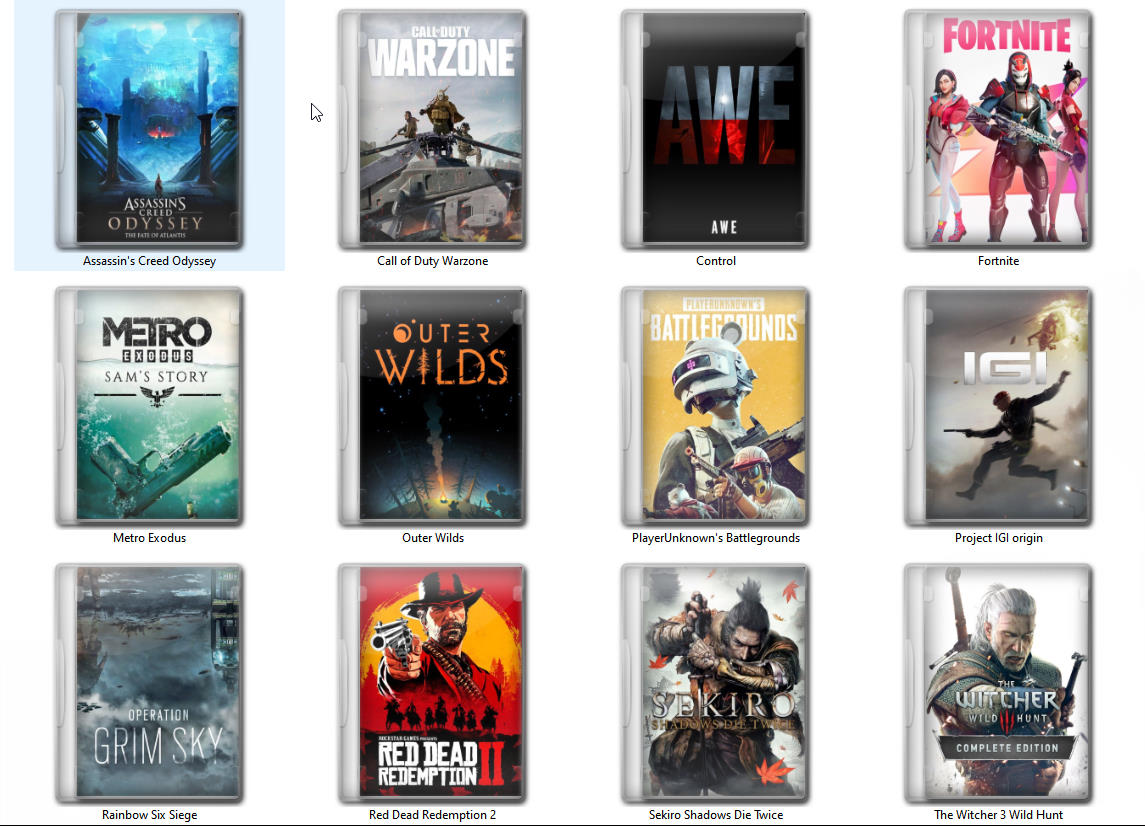 ASSASSIN'S
CREED
ODYSSEY
THE FATE OF ATLANTIS
Assassin's Creed Odyssey
CALL OF DUTY
WARZONE
Call of Duty Warzone
AWE
AWE
Control
FORTNITE
Fortnite
METRO
EXODUS
SAM'S STORY
Metro Exodus
OUTER
WILDS
Outer Wilds
PLAYERUNKNOWN'S
BATTLEGROUNDS
PlayerUnknown's Battlegrounds
IGI
Project IGI origin
OPERATION
GRIM SKY
Rainbow Six Siege
ROCKSTAR GAMES PRESENTS
RED DEAD
REDEMPTION II
Red Dead Redemption 2
SEKIRO
SHADOWS DIE TWICE
Sekiro Shadows Die Twice
THE
WITCHER
WILD HUNT
COMPLETE EDITION
The Witcher 3 Wild Hunt